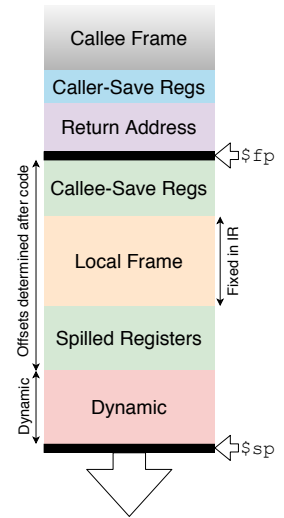 Callee Frame
Caller-Save Regs
Return Address
$fp
Callee-Save Regs
Offsets determined after code
Local Frame
Fixed in IR
Spilled Registers
Dynamic
Dynamic
$sp